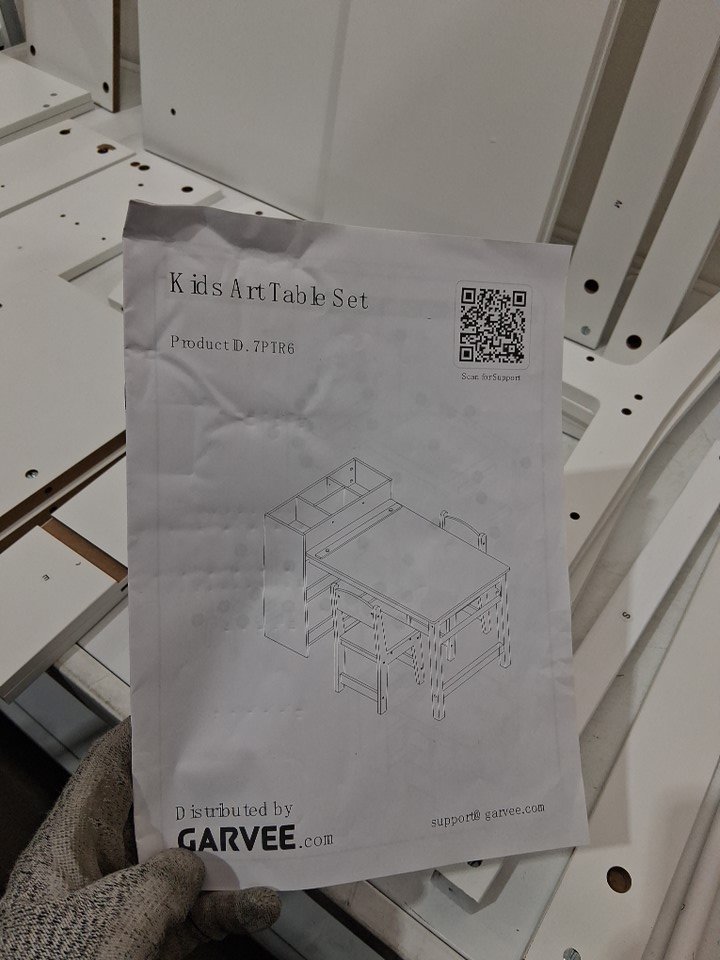 Kids Art Table Set
Product ID. 7PTR6
Scan for Support
Distributed by
GARVEE.com
support@garvee.com
M
S